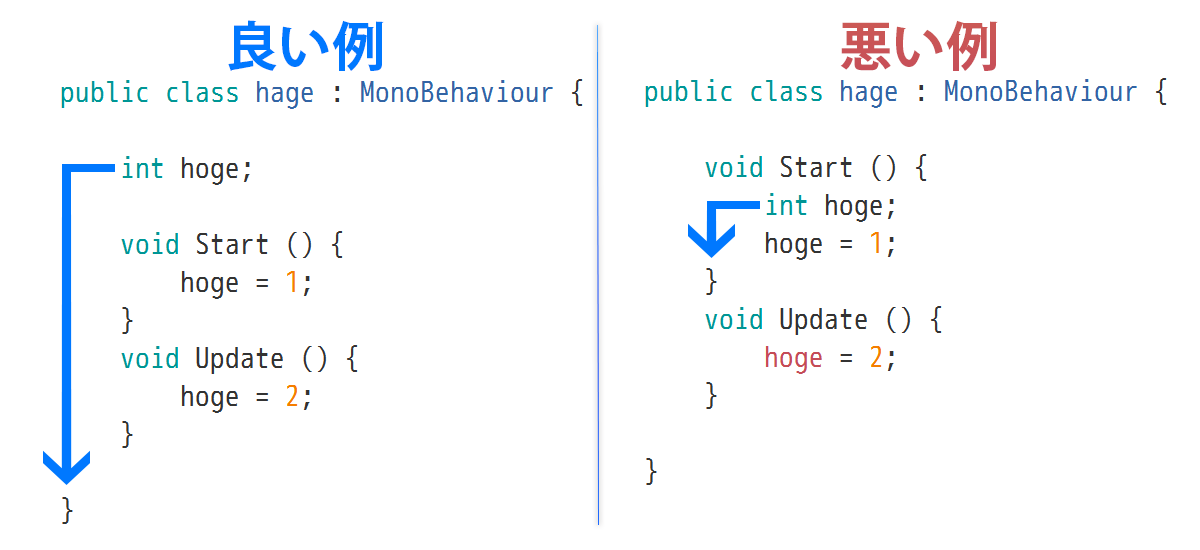 良い例
public class hage : MonoBehaviour {
int hoge;
void Start () {
hoge = 1;
}
void Update () {
hoge = 2;
}
}
悪い例
public class hage : MonoBehaviour {
void Start () {
int hoge;
hoge = 1;
}
void Update () {
hoge = 2;
}
}